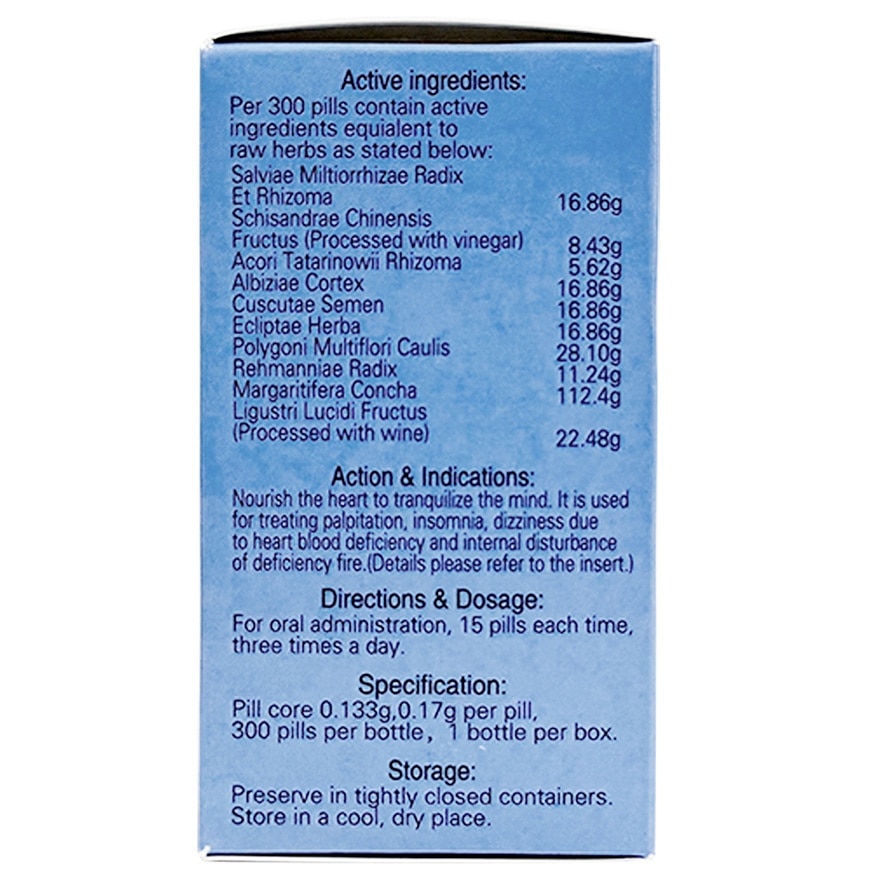 Active ingredients:
Per 300 pills contain active
ingredients equialent to
raw herbs as stated below:
Salviae Miltiorrhizae Radix
Et Rhizoma 16.86g
Schisandrae Chinensis
Fructus (Processed with vinegar) 8.43g
Acori Tatarinowii Rhizoma 5.62g
Albiziae Cortex 16.86g
Cuscutae Semen 16.86g
Ecliptae Herba 16.86g
Polygoni Multiflori Caulis 28.10g
Rehmanniae Radix 11.24g
Margaritifera Concha 112.4g
Ligustri Lucidi Fructus
(Processed with wine) 22.48g
Action & Indications:
Nourish the heart to tranquilize the mind. It is used
for treating palpitation, insomnia, dizziness due
to heart blood deficiency and internal disturbance
of deficiency fire.(Details please refer to the insert.)
Directions & Dosage:
For oral administration, 15 pills each time,
three times a day.
Specification:
Pill core 0.133g,0.17g per pill,
300 pills per bottle, 1 bottle per box.
Storage:
Preserve in tightly closed containers.
Store in a cool, dry place.